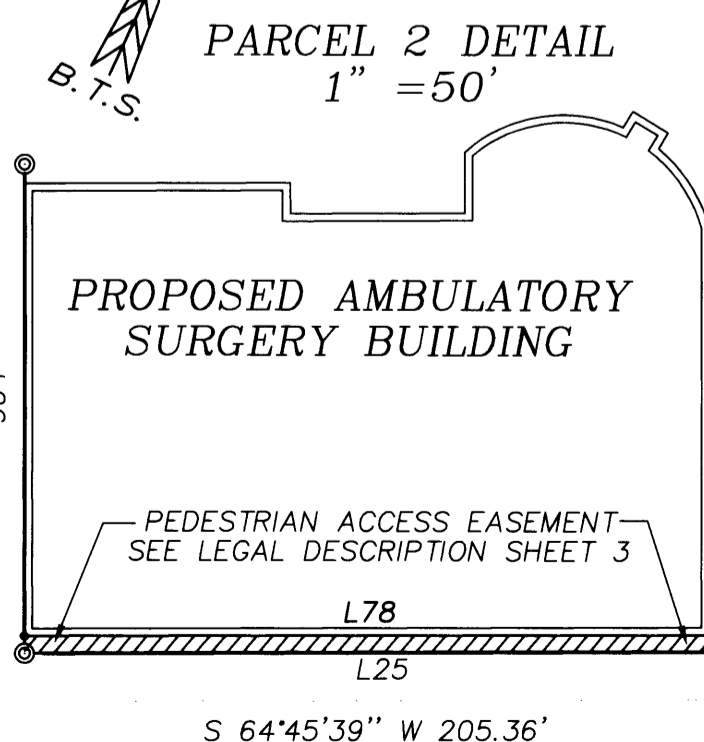 PARCEL 2 DETAIL
1" =50'
B.T.S.
PROPOSED AMBULATORY
SURGERY BUILDING
PEDESTRIAN ACCESS EASEMENT
SEE LEGAL DESCRIPTION SHEET 3
L78
L25
S 64°45'39" W 205.36'